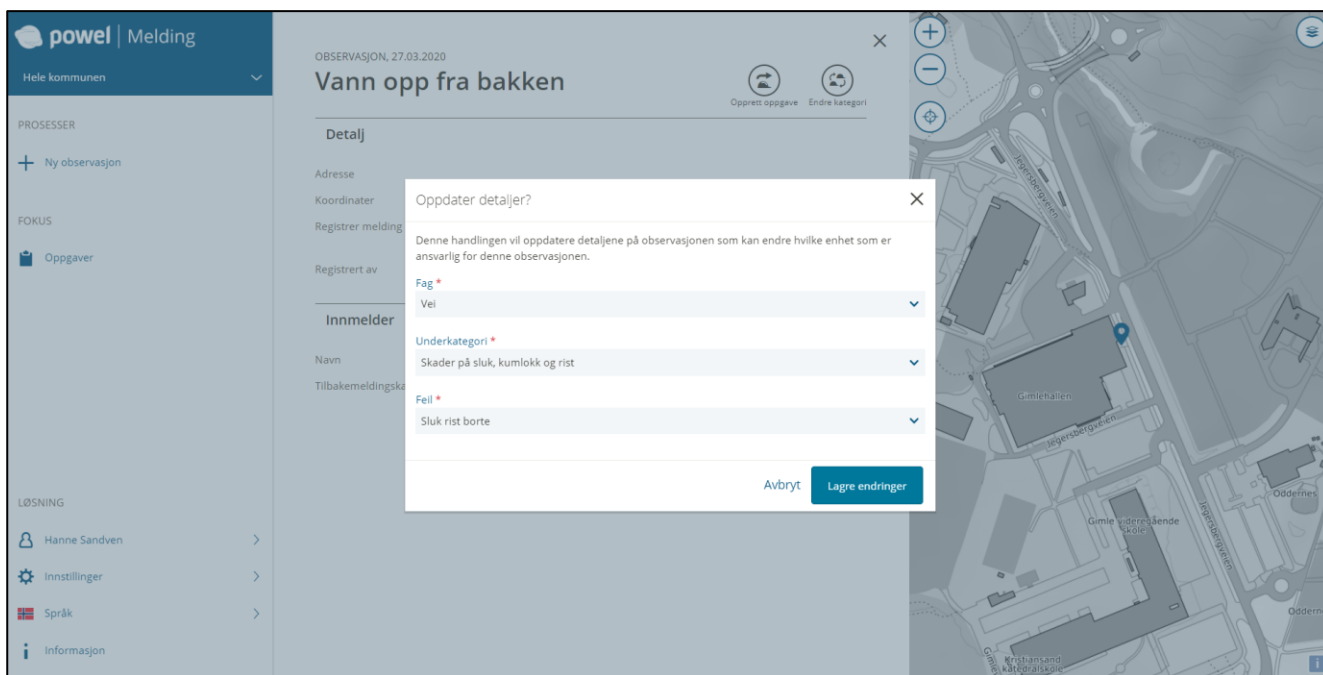 powel | Melding
Hele kommunen
PROSESSER
Ny observasjon
FOKUS
Oppgaver
LØSNING
Hanne Sandven
Innstillinger
Språk
Informasjon
OBSERVASJON, 27.03.2020
Vann opp fra bakken
Opprett oppgave
Endre kategori
Detalj
Adresse
Koordinater
Registrer melding
Registrert av
Innmelder
Navn
Tilbakemeldingska
Oppdater detaljer?
Denne handlingen vil oppdatere detaljene på observasjonen som kan endre hvilke enhet som er
ansvarlig for denne observasjonen.
Fag *
Vei
Underkategori *
Skader på sluk, kumlokk og rist
Feil *
Sluk rist borte
Avbryt
Lagre endringer
Jegersbergveien
Gimlehallen
Jegersbergveien
Oddernes
Gimle videregående
skole
Jegersbergveien
Oddern
Kristiansand
katedralskole